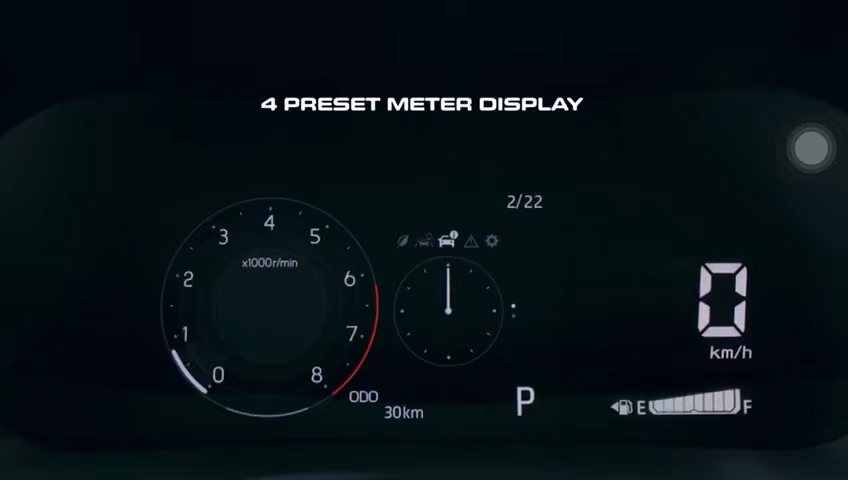 4 PRESET METER DISPLAY
2/22
4
3
5
x1000r/min
2
6
1
7
0
8
0
km/h
ODO
30km
P
E
F